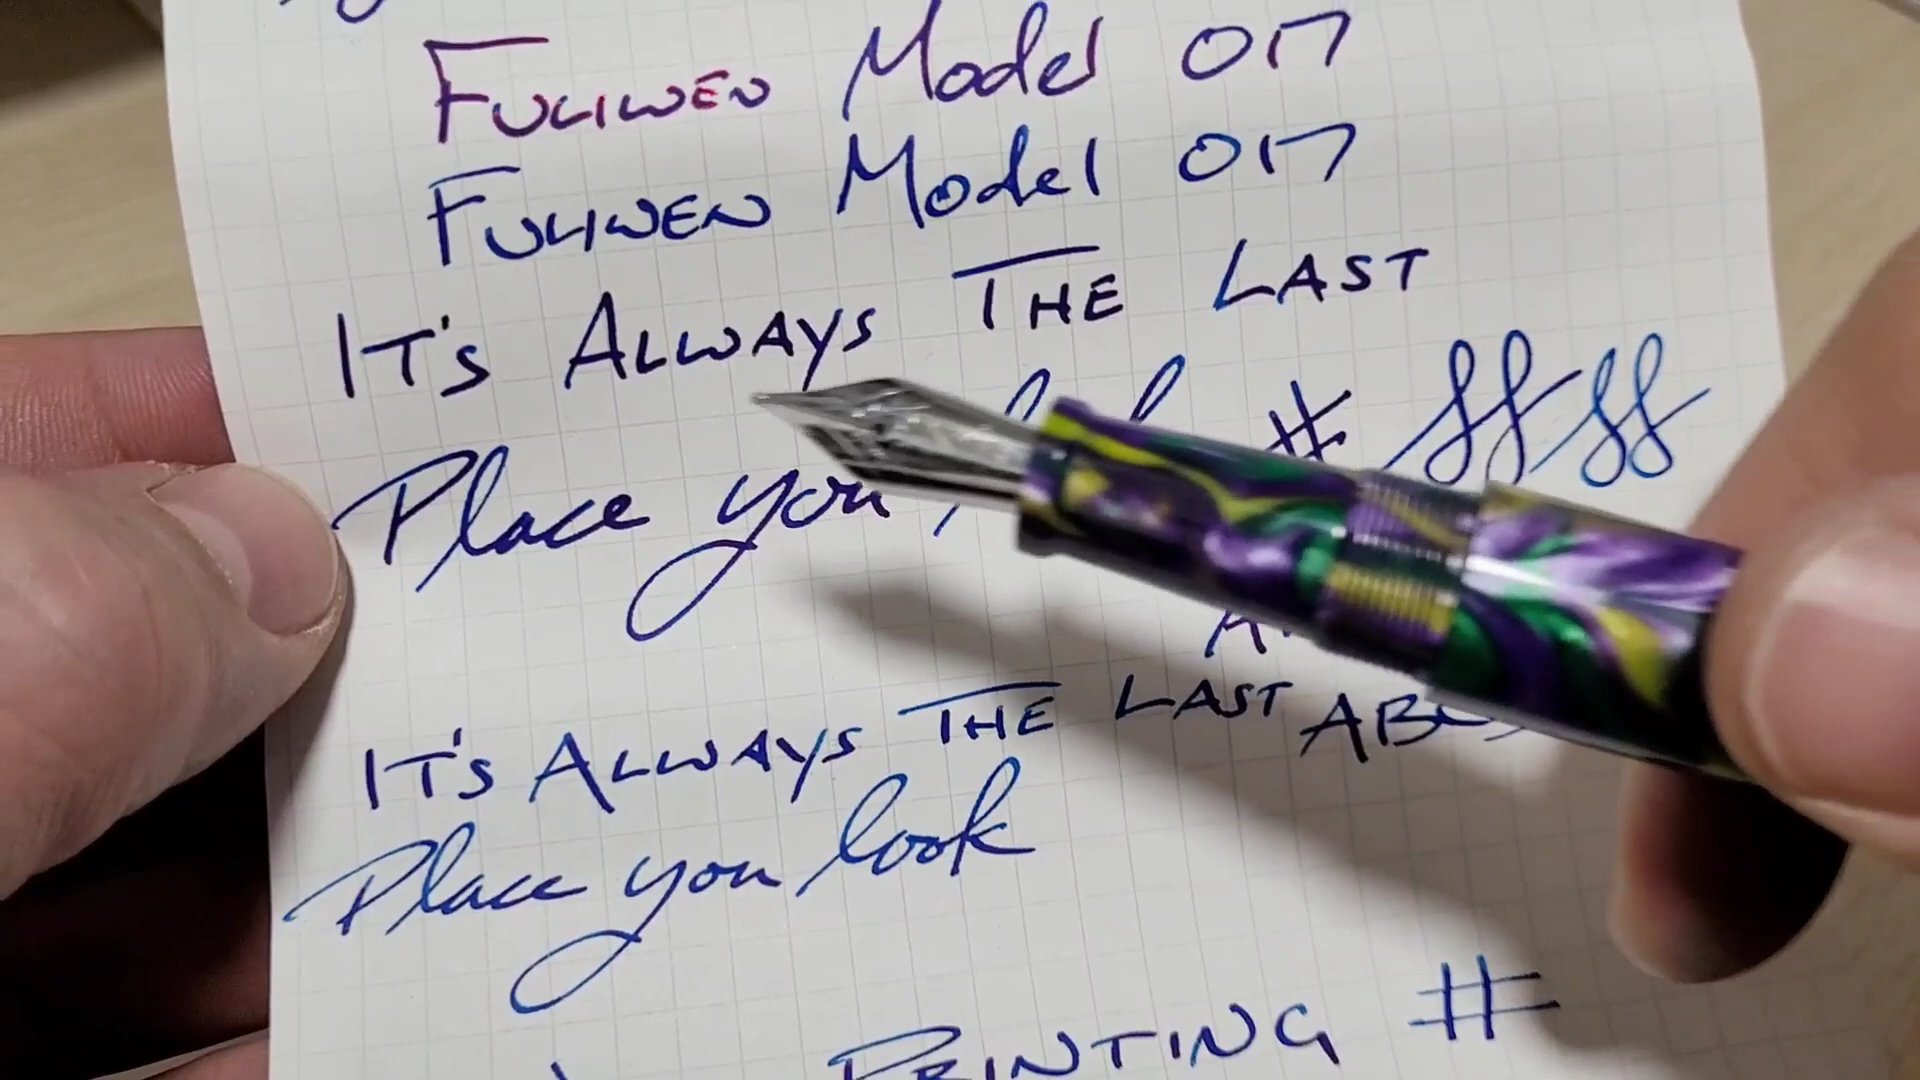 FULIWEN Model 017
FULIWEN Model 017
IT'S ALWAYS THE LAST
Place you #
IT'S ALWAYS THE LAST
Place you look
PRINTING #